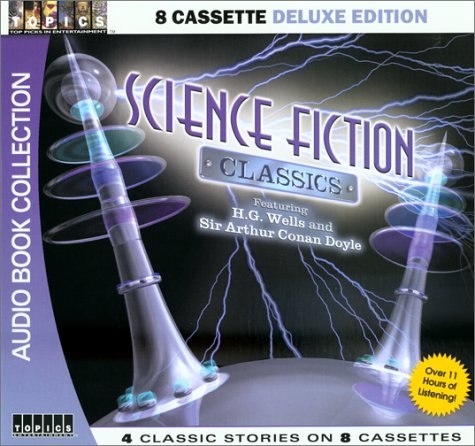 TOPICS
TOP PICKS IN ENTERTAINMENT
8 CASSETTE DELUXE EDITION
AUDIO BOOK COLLECTION
SCIENCE FICTION
CLASSICS
Featuring
H.G. Wells and
Sir Arthur Conan Doyle
Over 11
Hours of
Listening!
TOPICS
ENTERTAINMENT
4 CLASSIC STORIES ON 8 CASSETTES